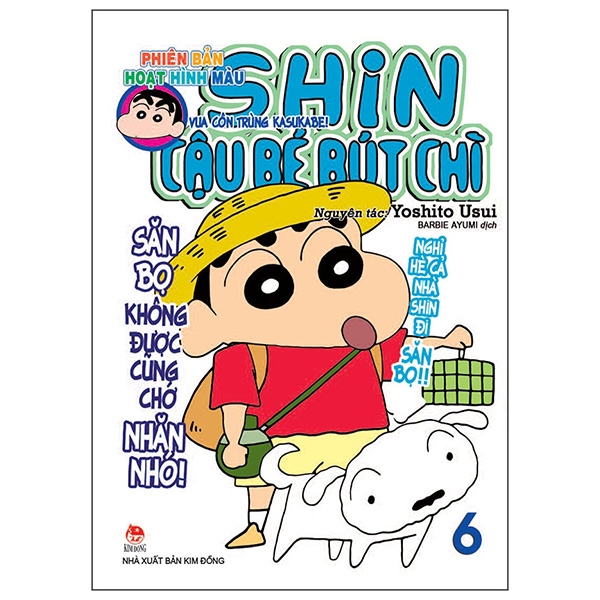 PHIÊN BẢN
HOẠT HÌNH MÀU
SHIN
VUA CÔN TRÙNG KASUKABE!
CẬU BÉ BÚT CHÌ
Nguyên tác: Yoshito Usui
BARBIE AYUMI dịch
SĂN
BỌ
KHÔNG
ĐƯỢC
CŨNG
CHỚ
NHĂN
NHÓ!
NGHỈ
HÈ CẢ
NHÀ
SHIN
ĐI
SĂN
BỌ!!
6
KIM ĐỒNG
NHÀ XUẤT BẢN KIM ĐỒNG